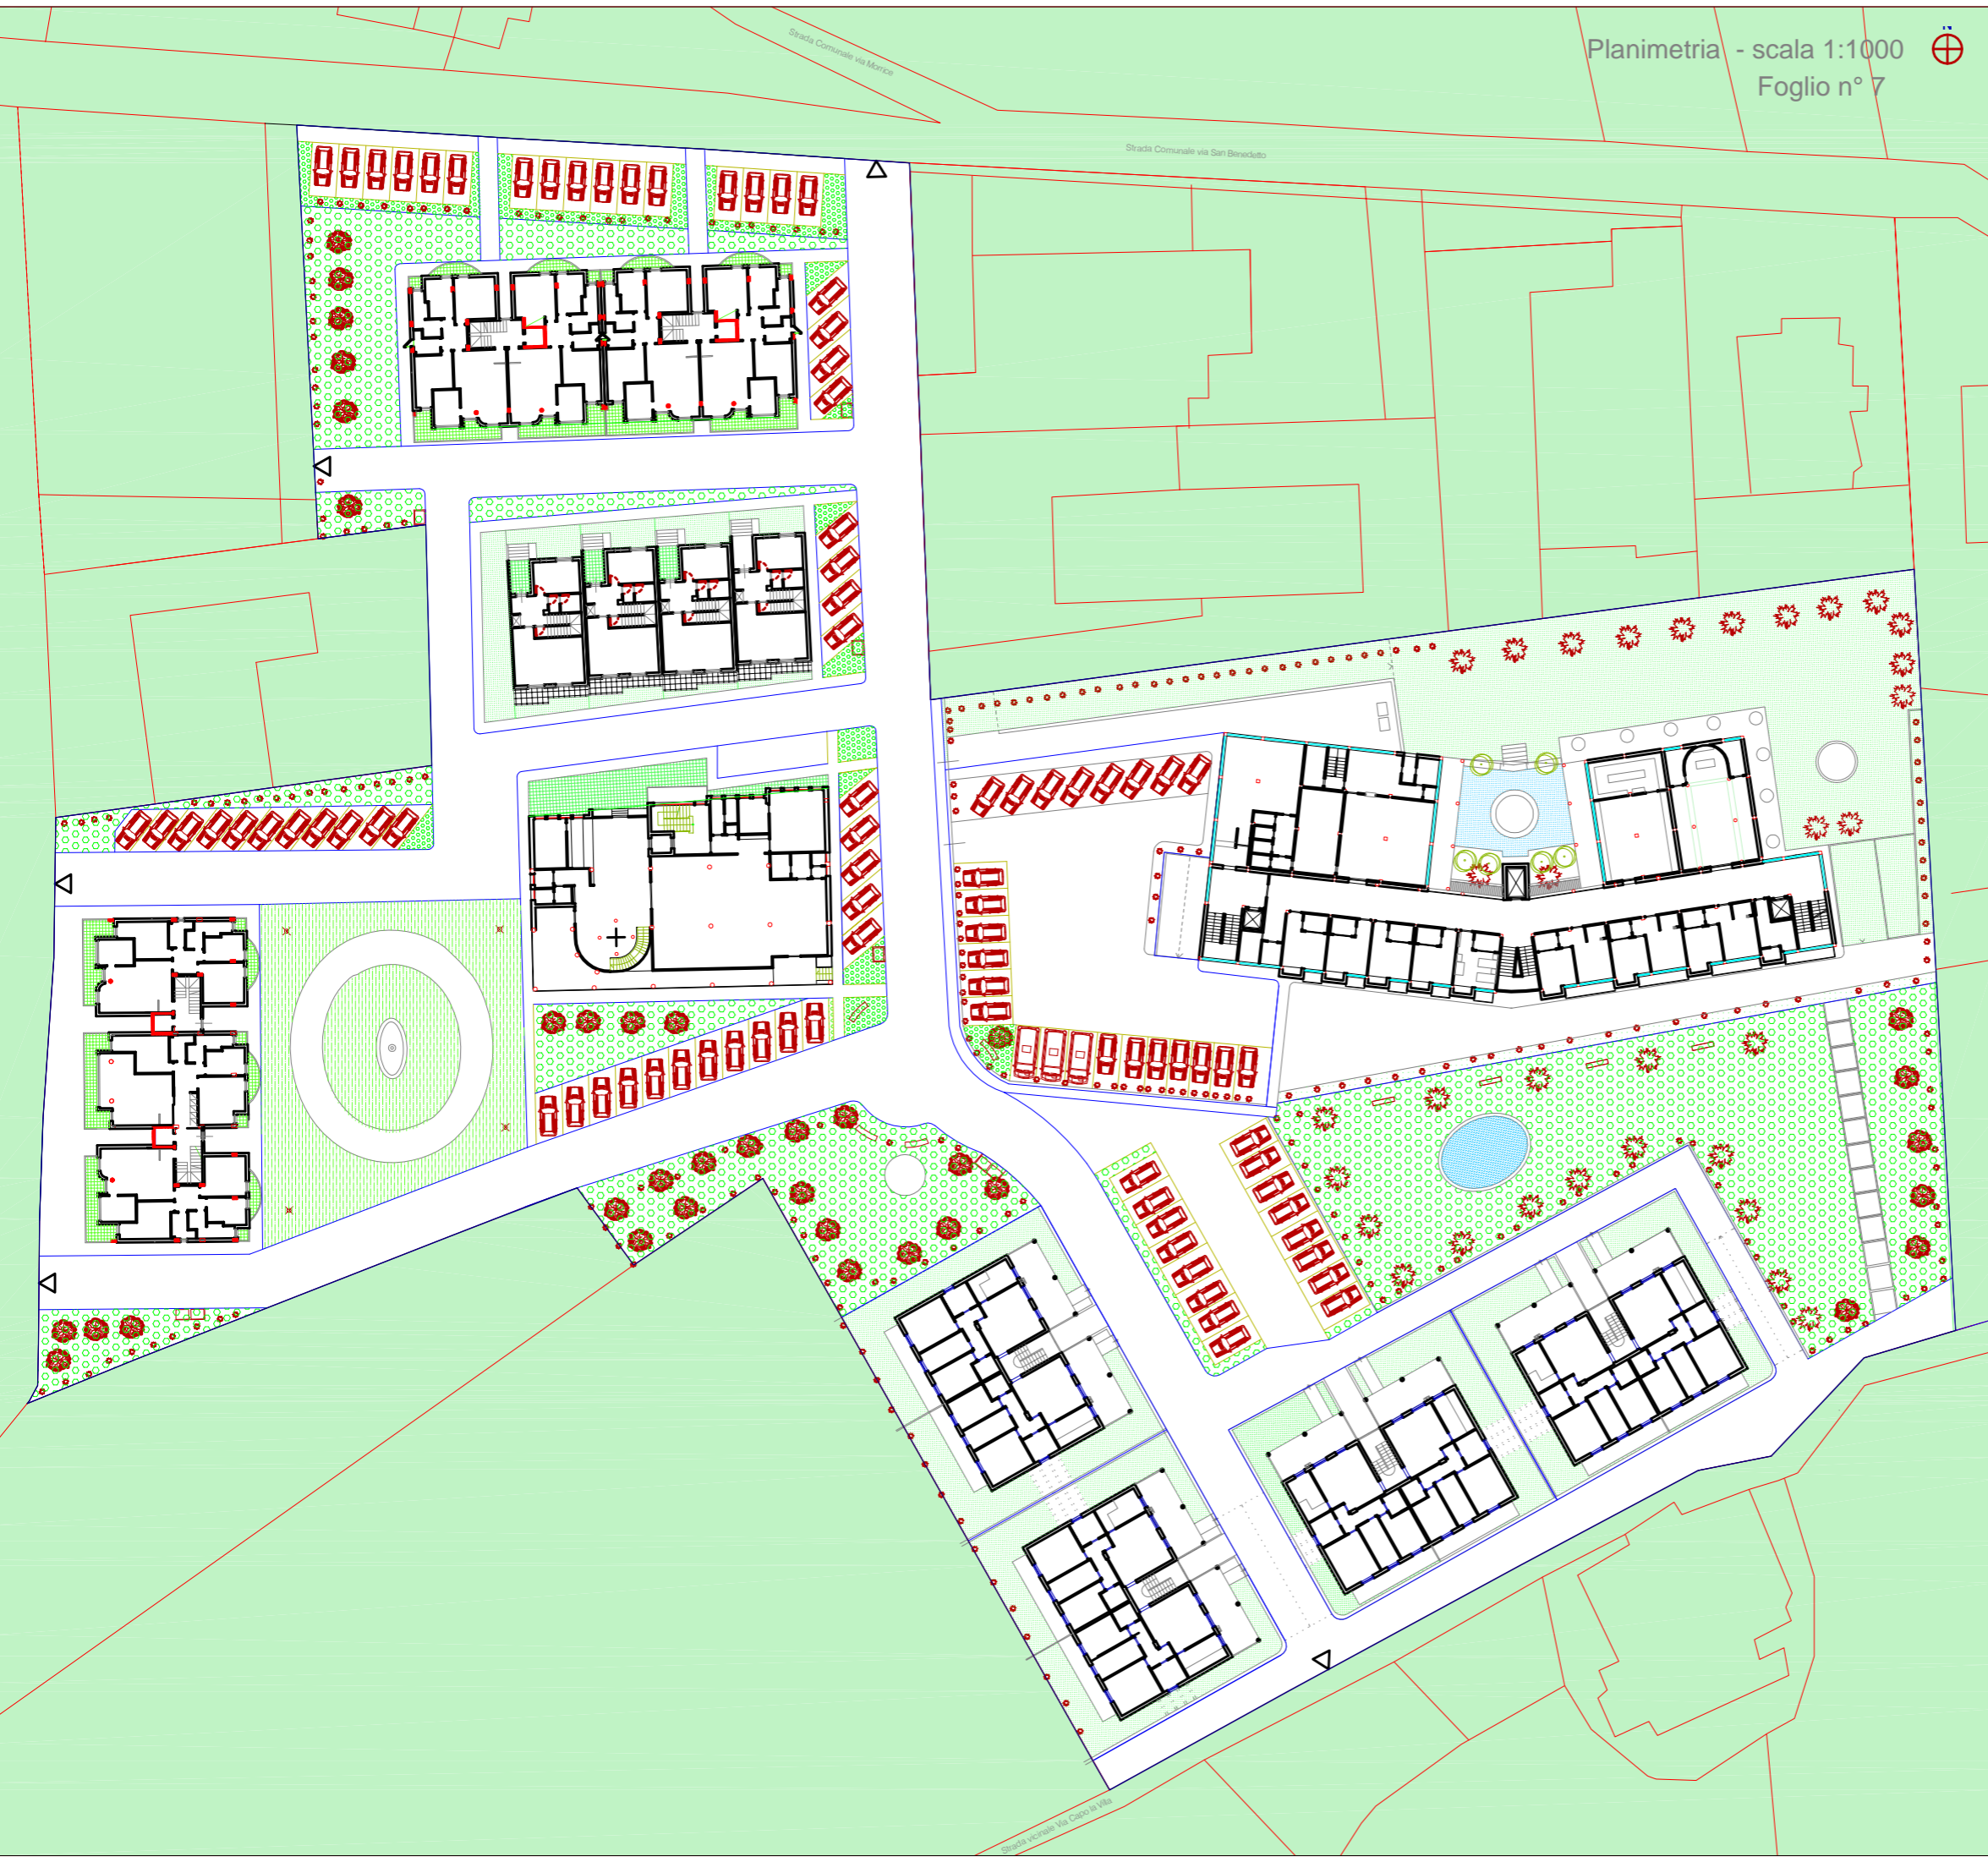 Strada Comunale via Morrice
N
Planimetria - scala 1:1000
Foglio n° 7
Strada Comunale via San Benedetto
Strada vicinale Via Capo la Villa